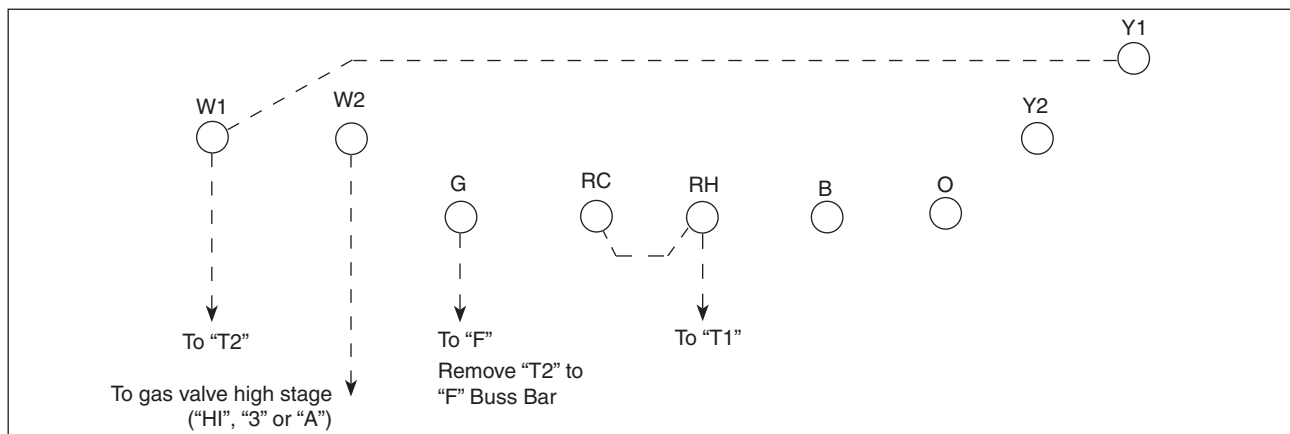 Y1
W1
W2
Y2
G
RC
RH
B
O
To “T2”
To “F”
To “T1”
Remove “T2” to
“F” Buss Bar
To gas valve high stage
(“HI”, “3” or “A”)